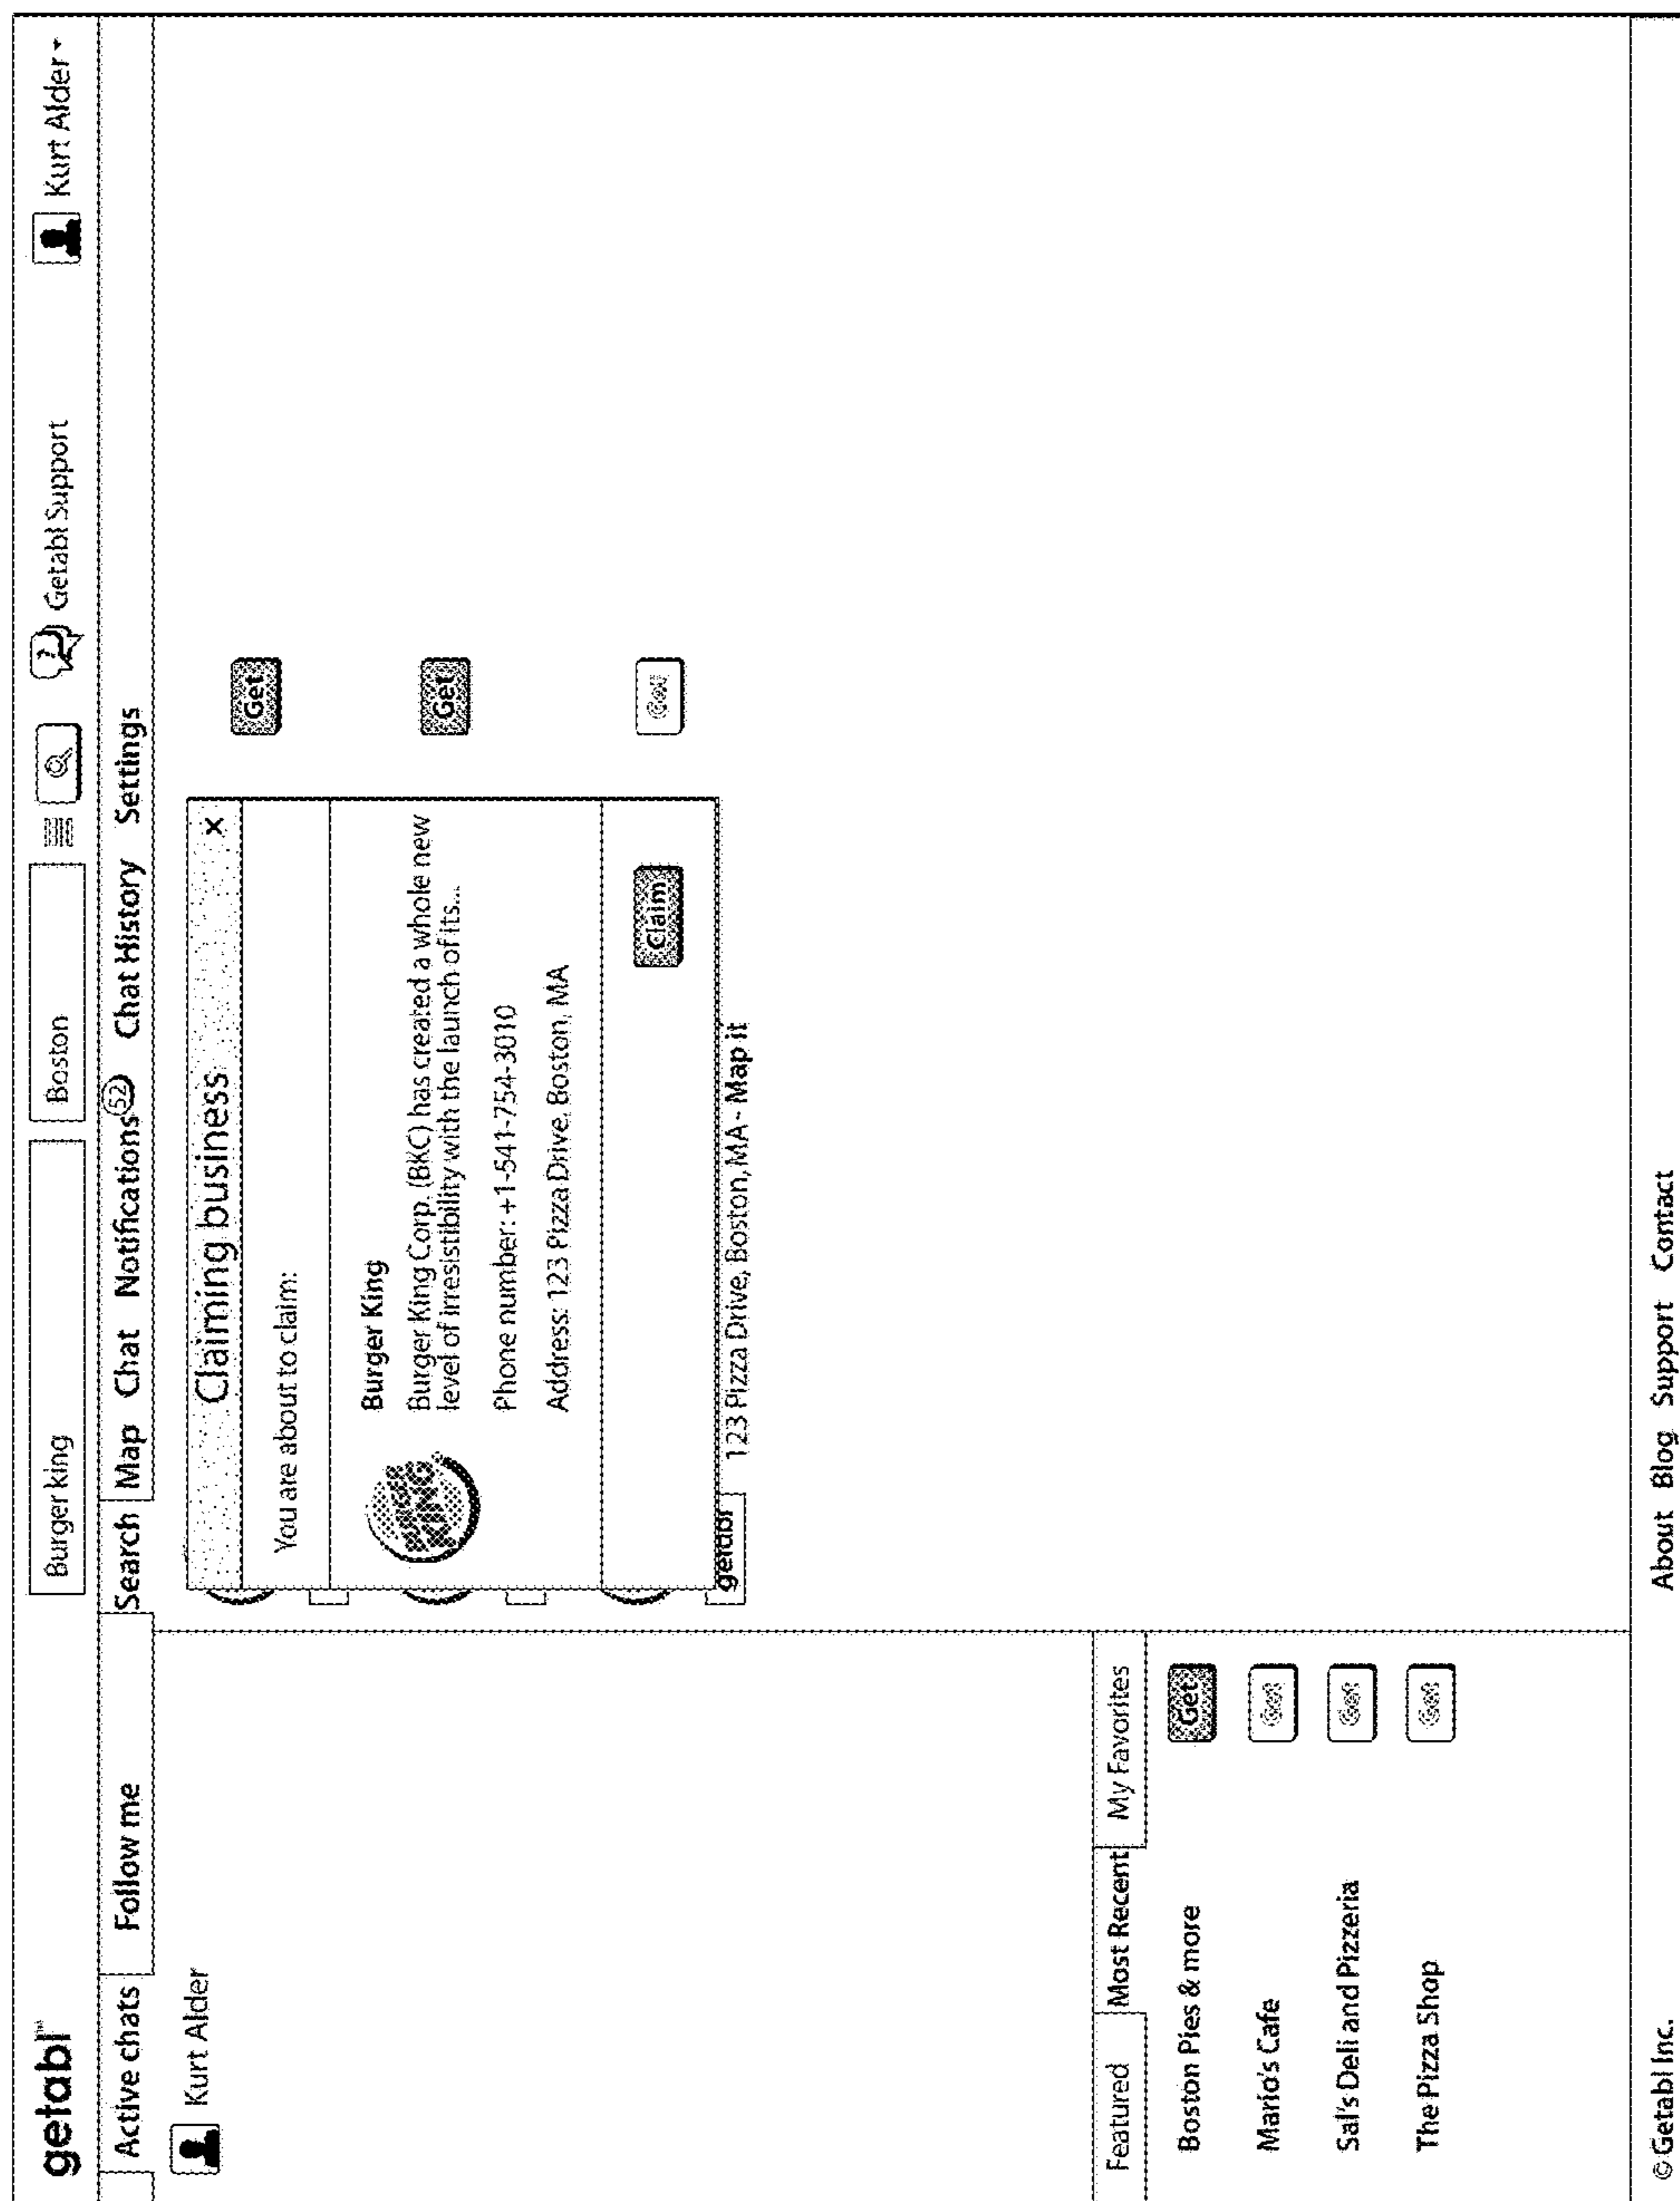 getabl™
Burger king
Boston
Getabl Support
Kurt Alder
Active chats
Follow me
Search
Map
Chat
Notifications 52
Chat History
Settings
Kurt Alder
Claiming business
×
You are about to claim:
BURGER KING
Burger King
Burger King Corp. (BKC) has created a whole new
level of irresistibility with the launch of its...
Phone number: +1-541-754-3010
Address: 123 Pizza Drive, Boston, MA
Claim
Get
Get
Get
getabl
123 Pizza Drive, Boston, MA - Map it
Featured
Most Recent
My Favorites
Boston Pies & more
Get
Mario's Cafe
Get
Sal's Deli and Pizzeria
Get
The Pizza Shop
Get
© Getabl Inc.
About Blog Support Contact